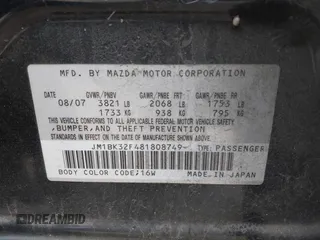 MFD. BY MAZDA MOTOR CORPORATION
GVWR/PNBV GAWR/PNBE FRT GAWR/PNBE RR
08/07 3821 LB 2068 LB 1753 LB
1733 KG 938 KG 795 KG
THIS VEHICLE CONFORMS TO ALL APPLICABLE FEDERAL MOTOR VEHICLE SAFETY
,BUMPER,AND THEFT PREVENTION
STANDARDS IN EFFECT ON THE DATE OF MANUFACTURE SHOWN ABOVE.
JM1BK32F481808749- TYPE:PASSENGER
BODY COLOR CODE:16W MADE IN JAPAN
DREAMBID